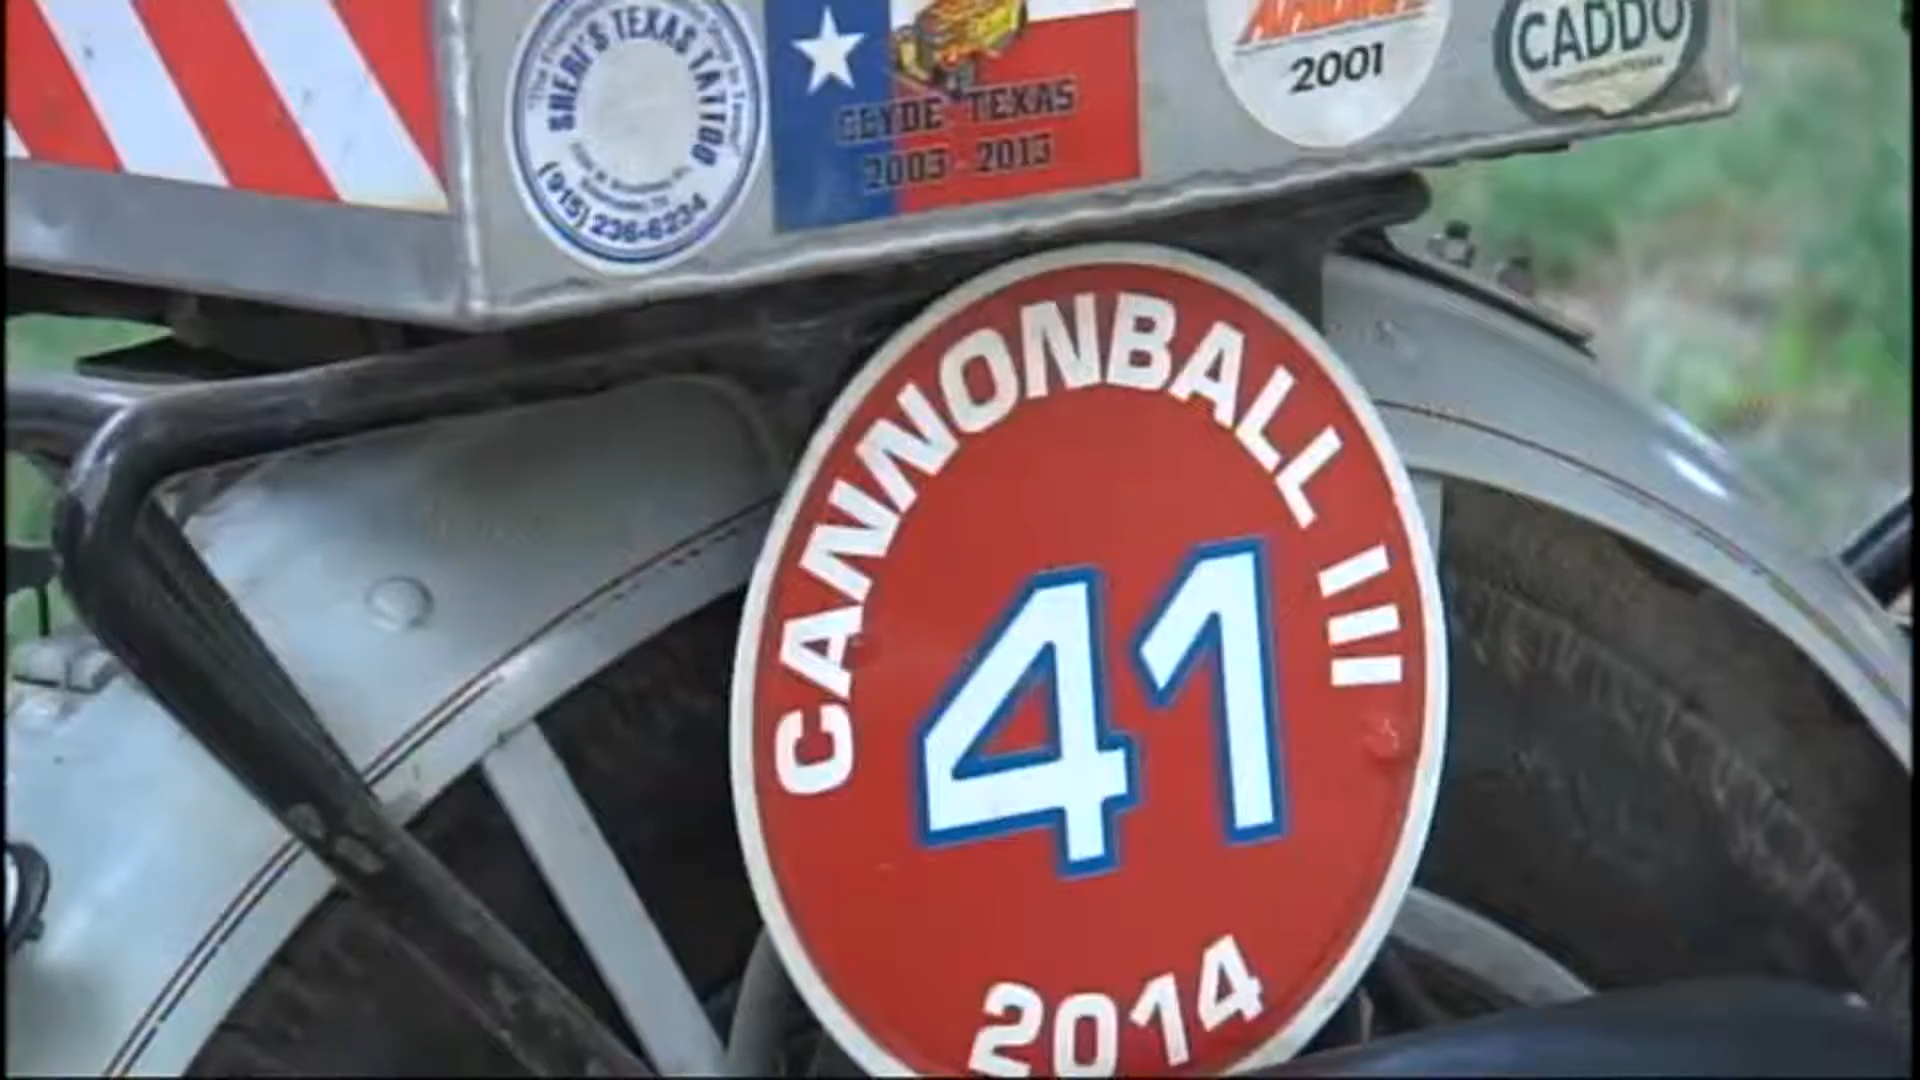 SHERI'S TEXAS TATTOO
(915) 236-6234
CLYDE TEXAS
2003 - 2013
2001
CADDO
CANNONBALL III
41
2014